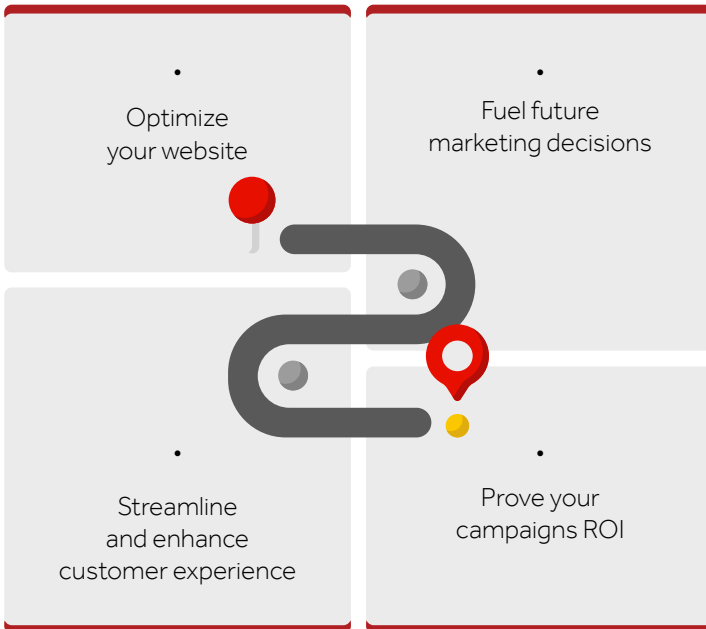 •
Optimize
your website
•
Fuel future
marketing decisions
•
Streamline
and enhance
customer experience
•
Prove your
campaigns ROI